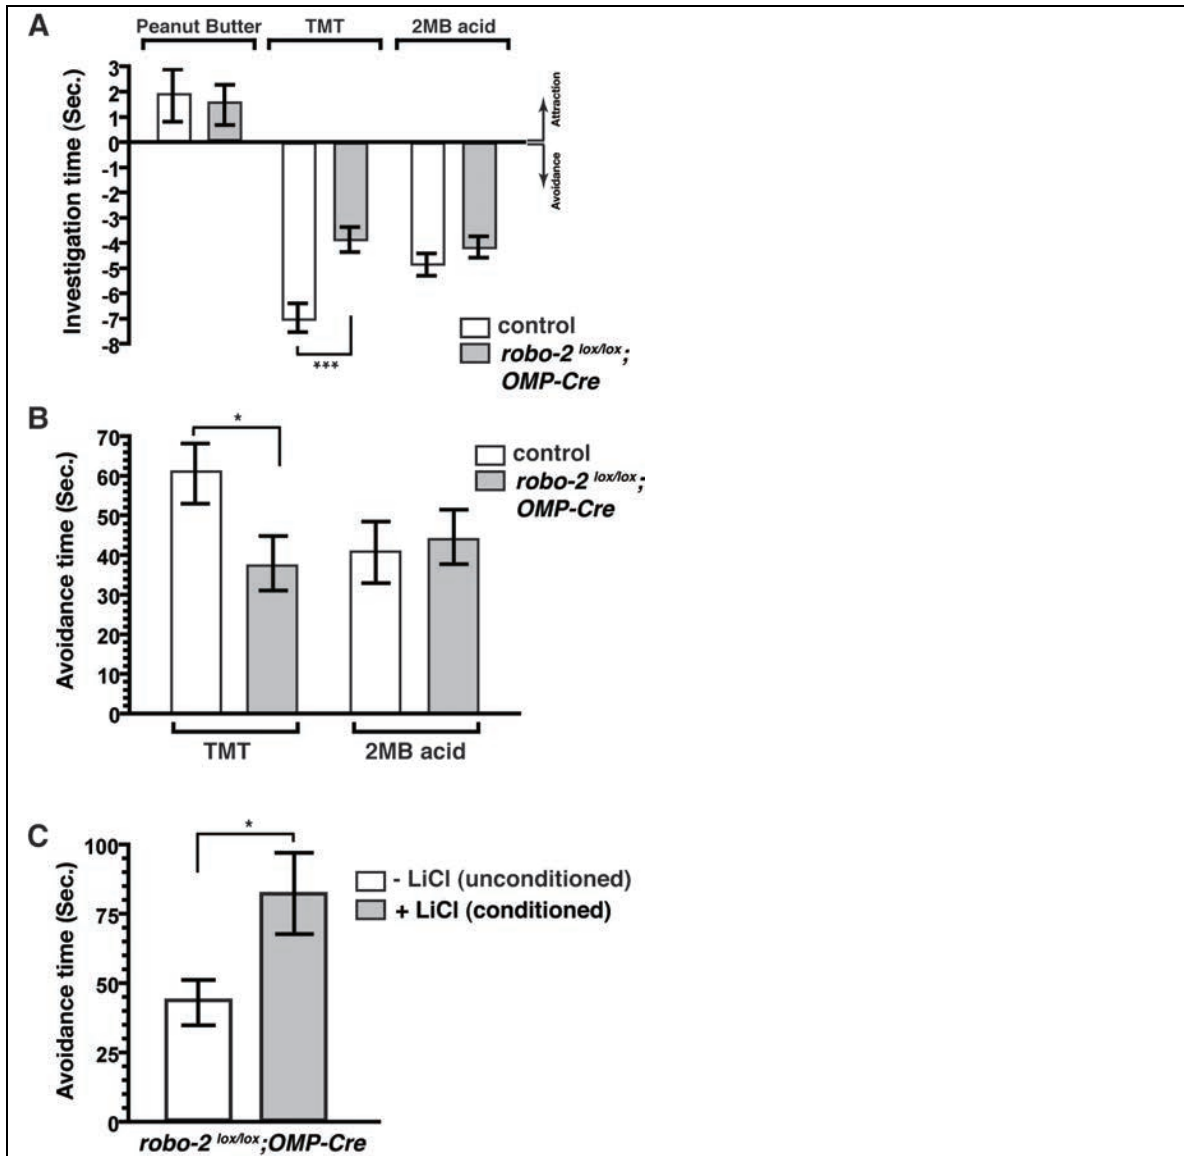 A
Peanut Butter TMT 2MB acid
Investigation time (Sec.)
3
2
1
0
-1
-2
-3
-4
-5
-6
-7
-8
Attraction
Avoidance
***
control
robo-2 lox/lox;
OMP-Cre
B
Avoidance time (Sec.)
70
60
50
40
30
20
10
0
*
control
robo-2 lox/lox;
OMP-Cre
TMT 2MB acid
C
Avoidance time (Sec.)
100
75
50
25
0
*
- LiCl (unconditioned)
+ LiCl (conditioned)
robo-2 lox/lox;OMP-Cre